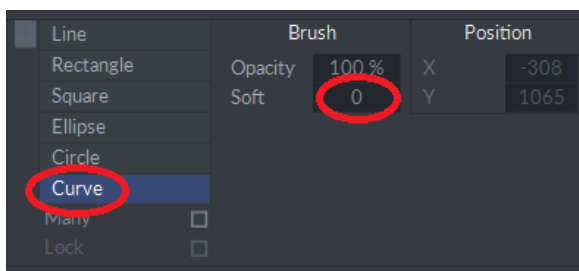 Line
Rectangle
Square
Ellipse
Circle
Curve
Many
Lock
Brush
Opacity 100 %
Soft 0
Position
X -308
Y 1065